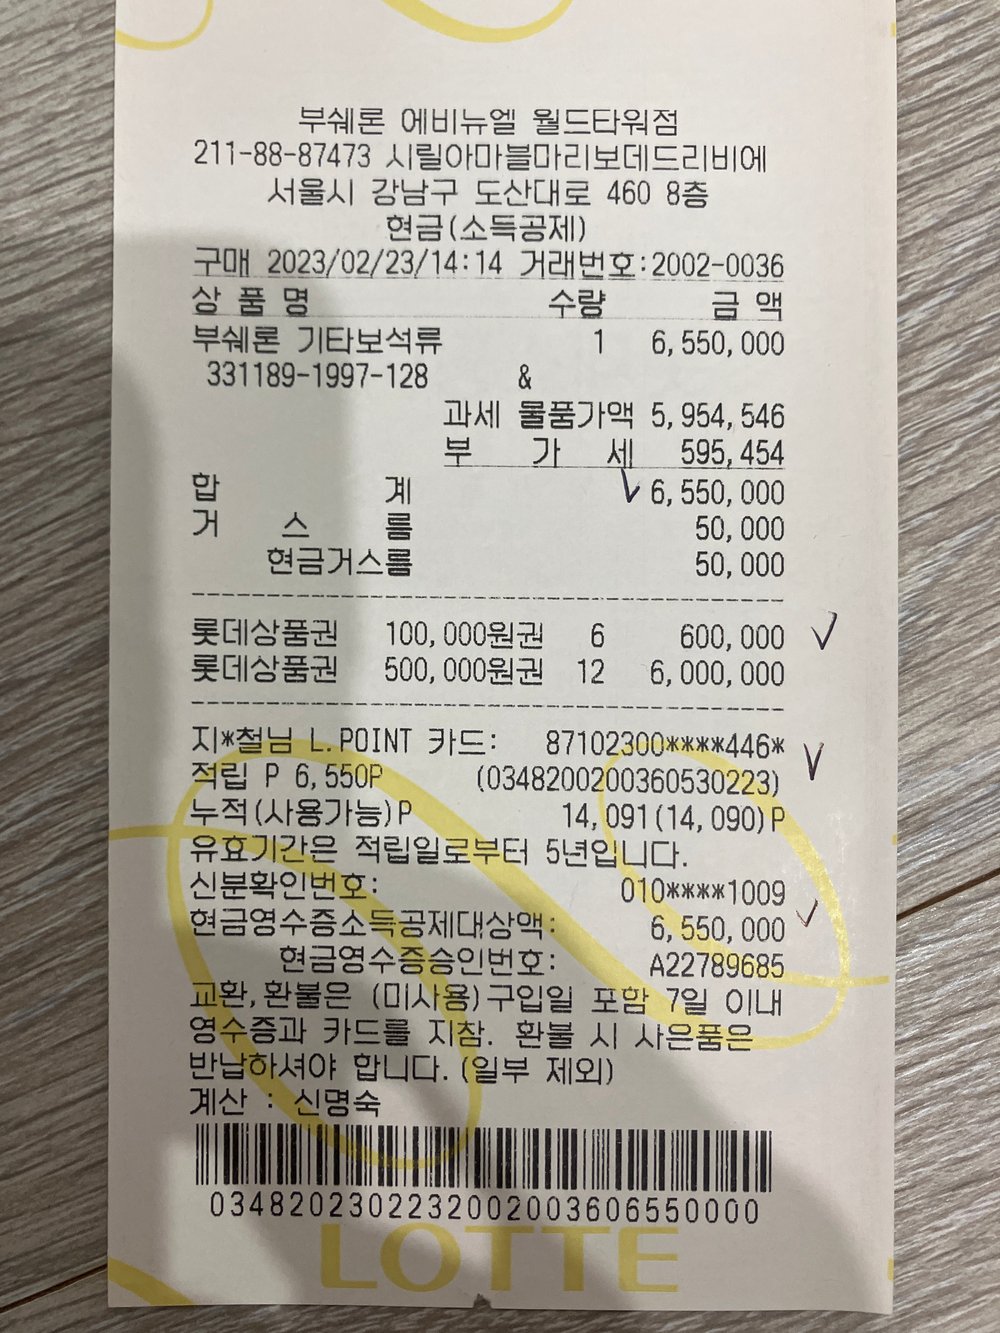 부쉐론 에비뉴엘 월드타워점
211-88-87473 시릴아마블마리보데드리비에
서울시 강남구 도산대로 460 8층
현금(소득공제)
구매 2023/02/23/14:14 거래번호:2002-0036
상 품 명 수량 금 액
부쉐론 기타보석류 1 6,550,000
331189-1997-128 &
과세 물품가액 5,954,546
부 가 세 595,454
합 계 6,550,000
거 스 름 50,000
현금거스름 50,000
롯데상품권 100,000원권 6 600,000
롯데상품권 500,000원권 12 6,000,000
지*철님 L.POINT 카드: 87102300****446*
적립 P 6,550P (0348200200360530223)
누적(사용가능)P 14,091(14,090)P
유효기간은 적립일로부터 5년입니다.
신분확인번호: 010****1009
현금영수증소득공제대상액: 6,550,000
현금영수증승인번호: A22789685
교환,환불은 (미사용)구입일 포함 7일 이내
영수증과 카드를 지참. 환불 시 사은품은
반납하셔야 합니다.(일부 제외)
계산 : 신명숙
0348202302232002003606550000
LOTTE